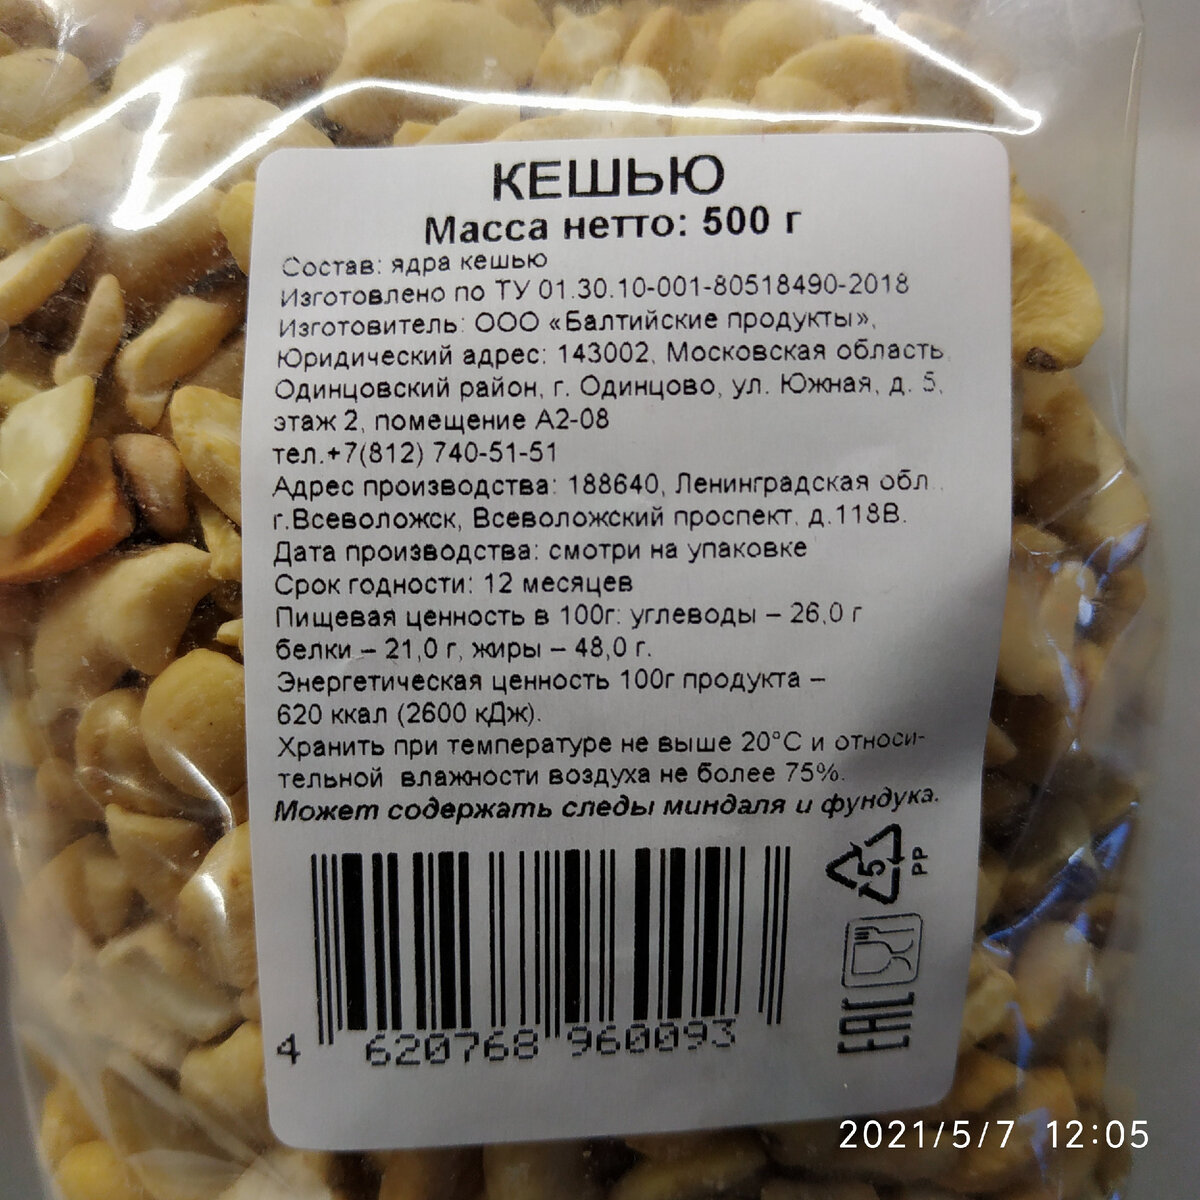 КЕШЬЮ
Масса нетто: 500 г
Состав: ядра кешью
Изготовлено по ТУ 01.30.10-001-80518490-2018
Изготовитель: ООО «Балтийские продукты»,
Юридический адрес: 143002, Московская область,
Одинцовский район, г. Одинцово, ул. Южная, д. 5,
этаж 2, помещение А2-08
тел.+7(812) 740-51-51
Адрес производства: 188640, Ленинградская обл.,
г.Всеволожск, Всеволожский проспект, д.118В.
Дата производства: смотри на упаковке
Срок годности: 12 месяцев
Пищевая ценность в 100г: углеводы – 26,0 г
белки – 21,0 г, жиры – 48,0 г.
Энергетическая ценность 100г продукта –
620 ккал (2600 кДж).
Хранить при температуре не выше 20°С и относи-
тельной влажности воздуха не более 75%.
Может содержать следы миндаля и фундука.
5
PP
EAC
4 620768 960093
2021/5/7 12:05